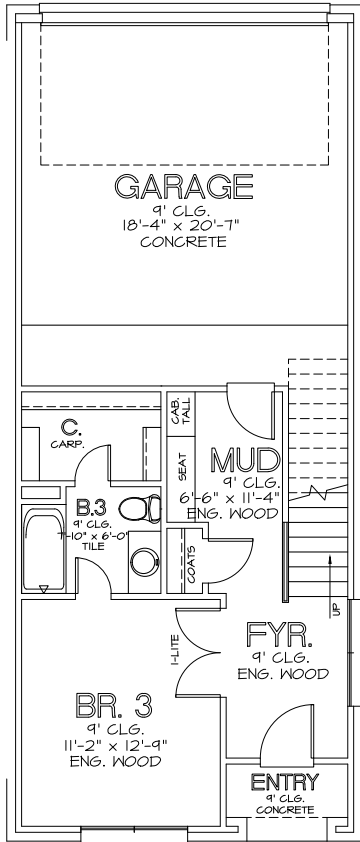 GARAGE
9' CLG.
18'-4" x 20'-7"
CONCRETE
CAB.
TALL
C.
CARP.
SEAT
MUD
9' CLG.
6'-6" x 11'-4"
ENG. WOOD
B.3
9' CLG.
7'-10" x 6'-0"
TILE
COATS
UP
1-LITE
FYR.
9' CLG.
ENG. WOOD
BR. 3
9' CLG.
11'-2" x 12'-9"
ENG. WOOD
ENTRY
9' CLG.
CONCRETE